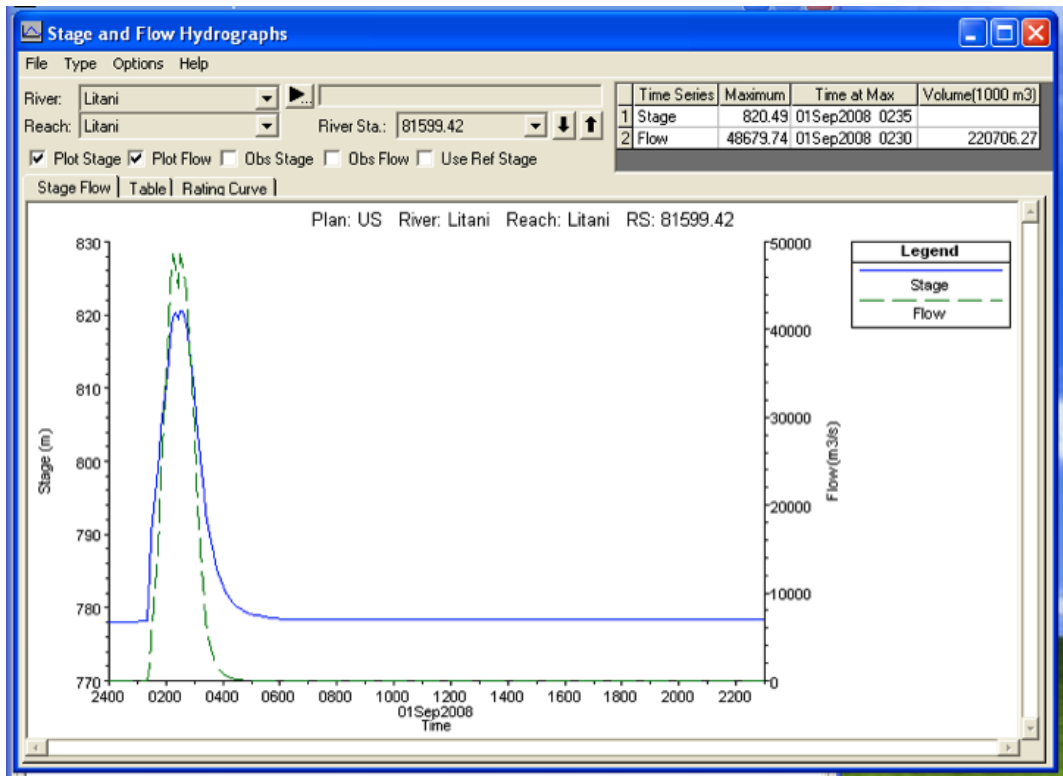 Stage and Flow Hydrographs
File Type Options Help
River: Litani
Reach: Litani River Sta.: 81599.42
Plot Stage Plot Flow Obs Stage Obs Flow Use Ref Stage
Time Series Maximum Time at Max Volume(1000 m3)
1 Stage 820.49 01Sep2008 0235
2 Flow 48679.74 01Sep2008 0230 220706.27
Stage Flow Table Rating Curve
Plan: US River: Litani Reach: Litani RS: 81599.42
830
820
810
800
790
780
770
Stage (m)
50000
40000
30000
20000
10000
0
Flow (m3/s)
2400 0200 0400 0600 0800 1000 1200 1400 1600 1800 2000 2200
01Sep2008
Time
Legend
Stage
Flow